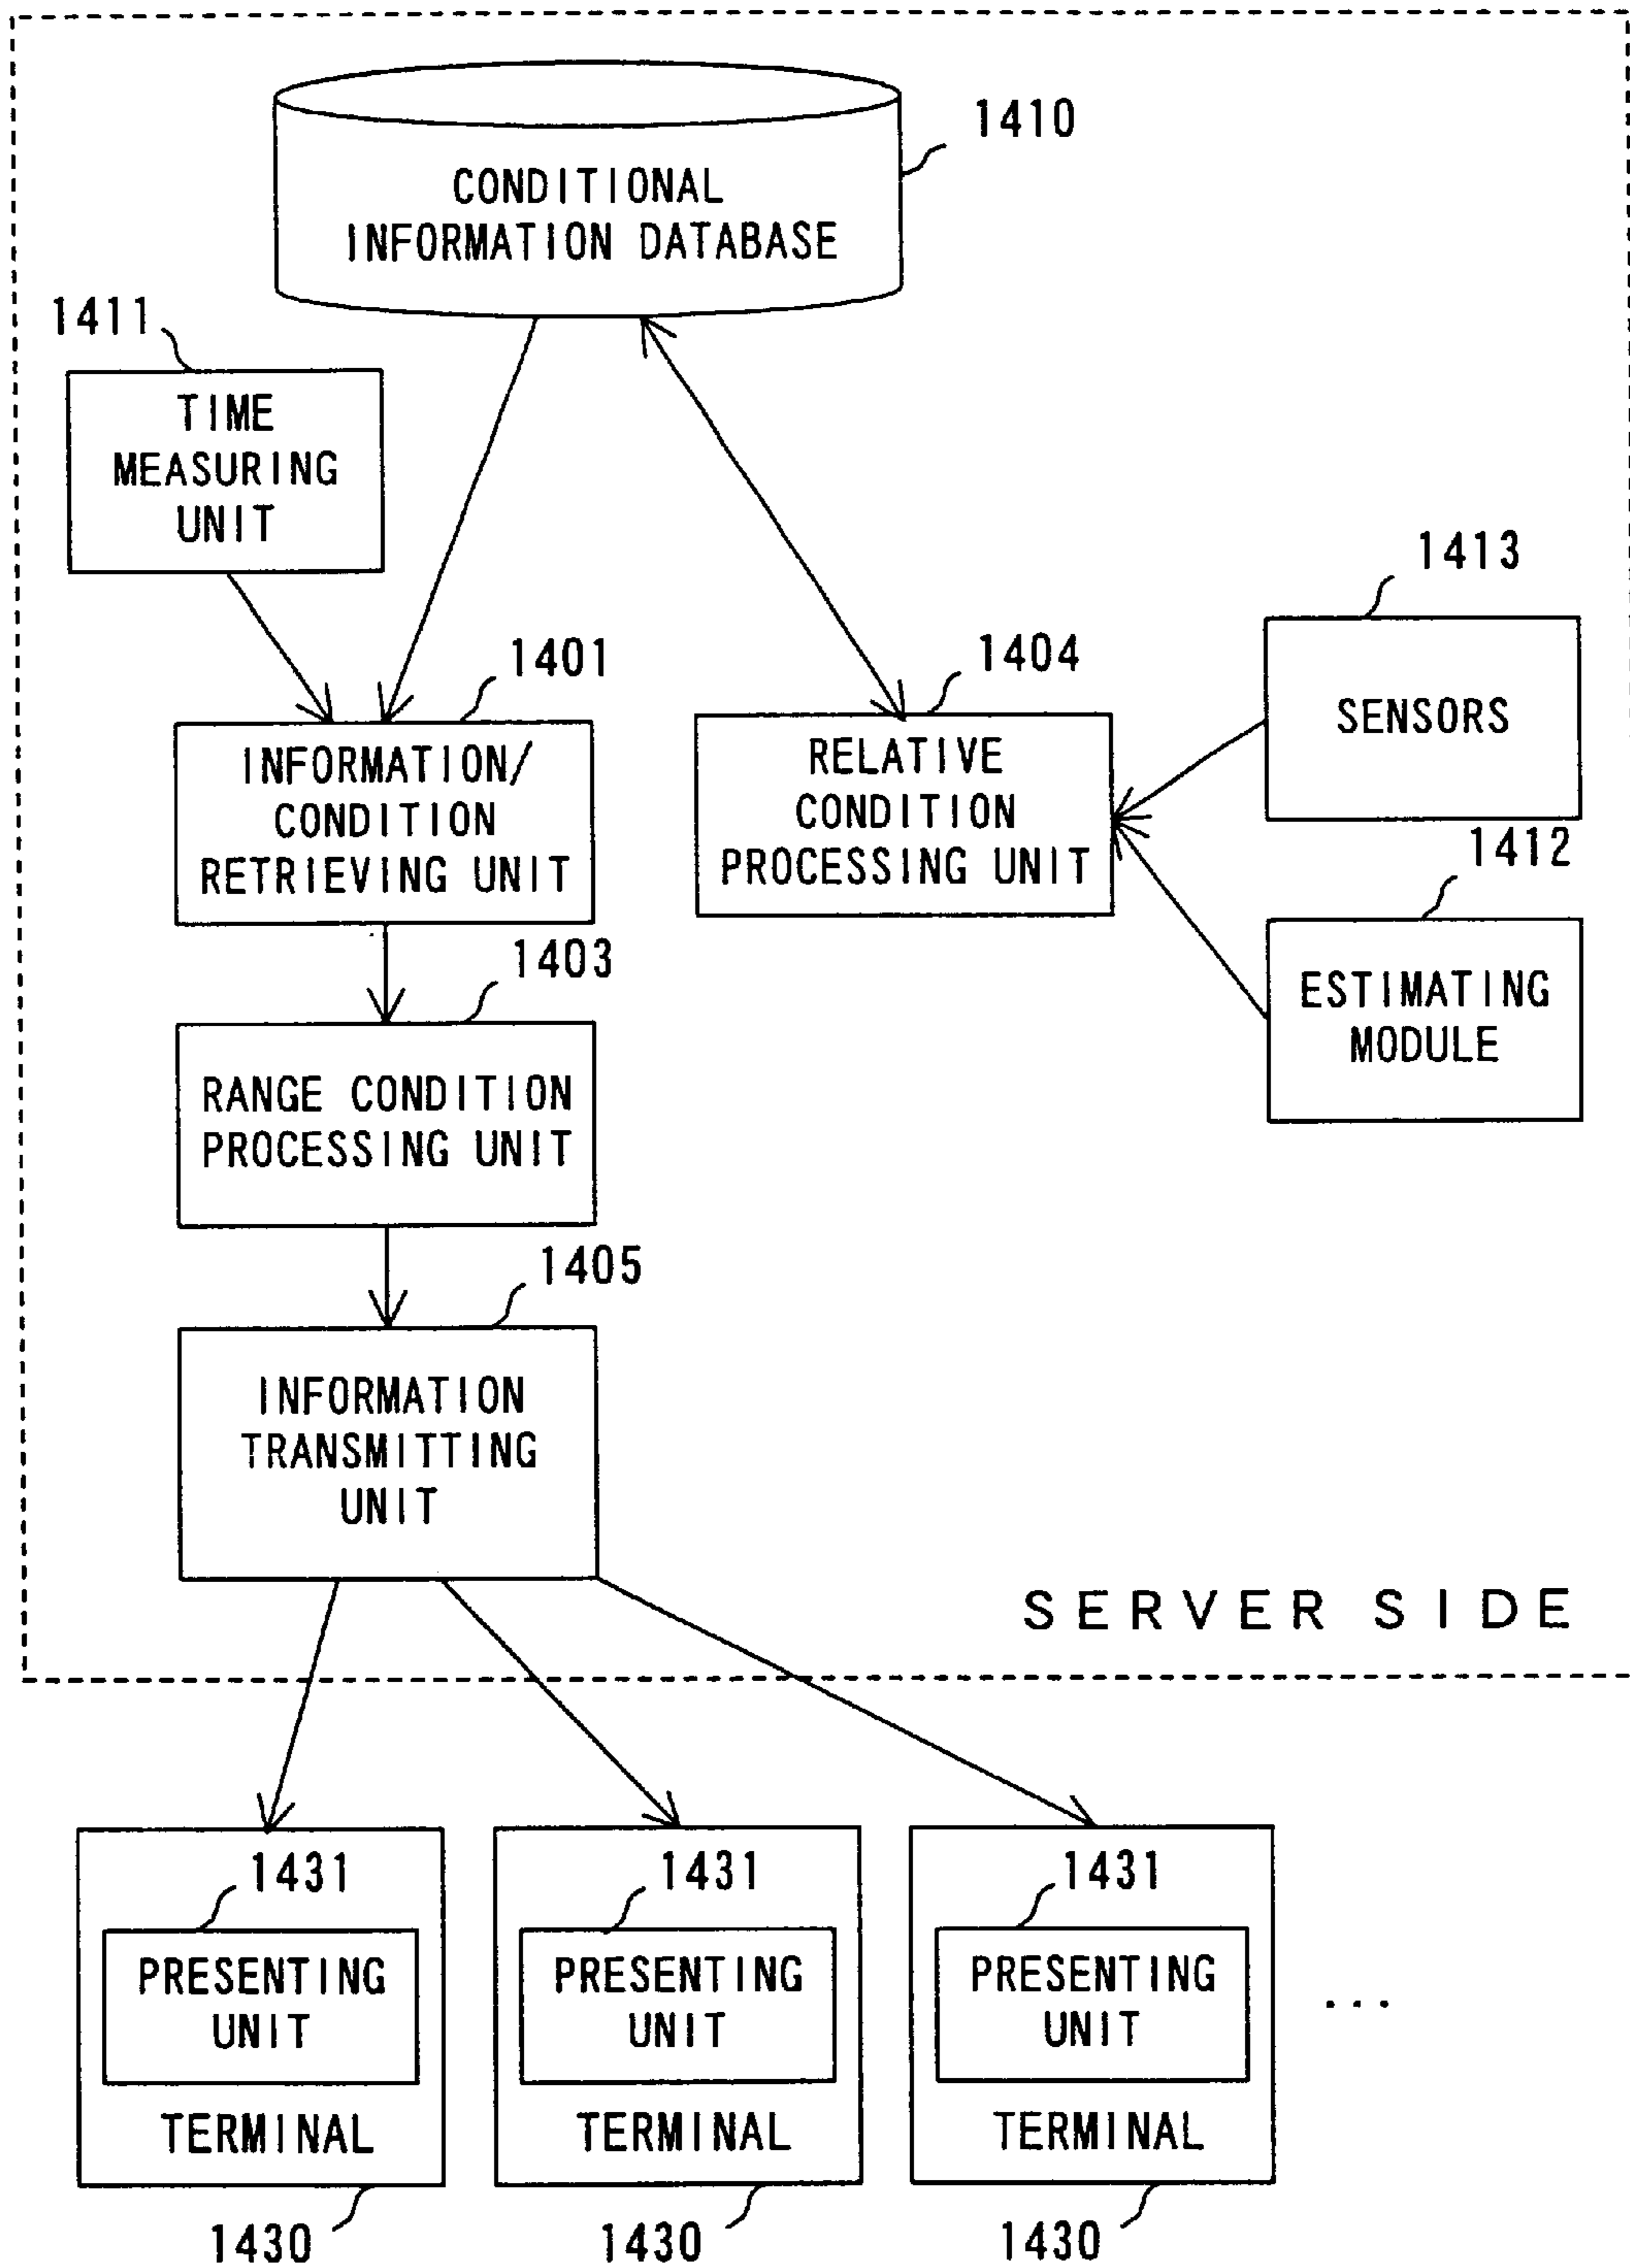 1410
CONDITIONAL
INFORMATION DATABASE
1411
TIME
MEASURING
UNIT
1413
SENSORS
1401
INFORMATION/
CONDITION
RETRIEVING UNIT
1404
RELATIVE
CONDITION
PROCESSING UNIT
1412
ESTIMATING
MODULE
1403
RANGE CONDITION
PROCESSING UNIT
1405
INFORMATION
TRANSMITTING
UNIT
SERVER SIDE
1431
PRESENTING
UNIT
TERMINAL
1430
1431
PRESENTING
UNIT
TERMINAL
1430
1431
PRESENTING
UNIT
TERMINAL
1430
...